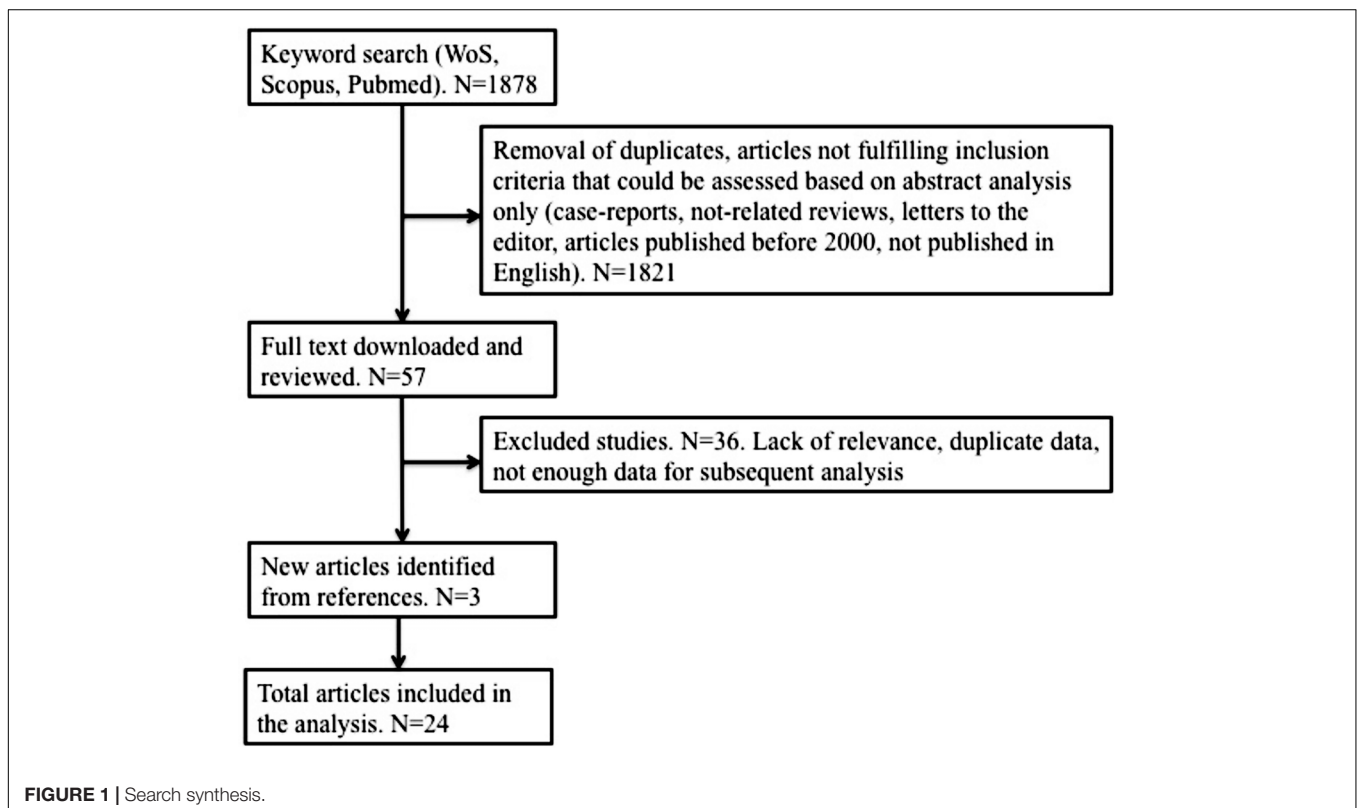 Keyword search (WoS,
Scopus, Pubmed). N=1878
Removal of duplicates, articles not fulfilling inclusion
criteria that could be assessed based on abstract analysis
only (case-reports, not-related reviews, letters to the
editor, articles published before 2000, not published in
English). N=1821
Full text downloaded and
reviewed. N=57
Excluded studies. N=36. Lack of relevance, duplicate data,
not enough data for subsequent analysis
New articles identified
from references. N=3
Total articles included in
the analysis. N=24
FIGURE 1 | Search synthesis.